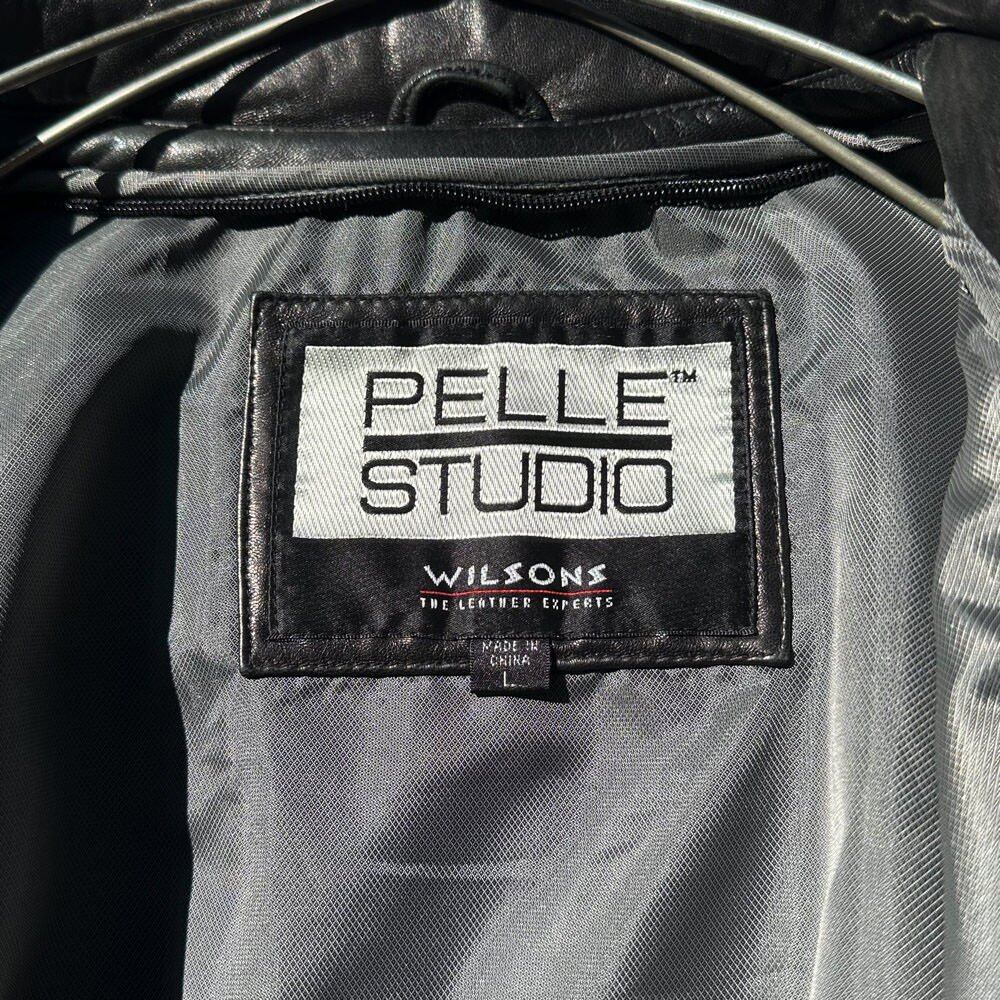 PELLE™
STUDIO
WILSONS
THE LEATHER EXPERTS
MADE IN
CHINA
L